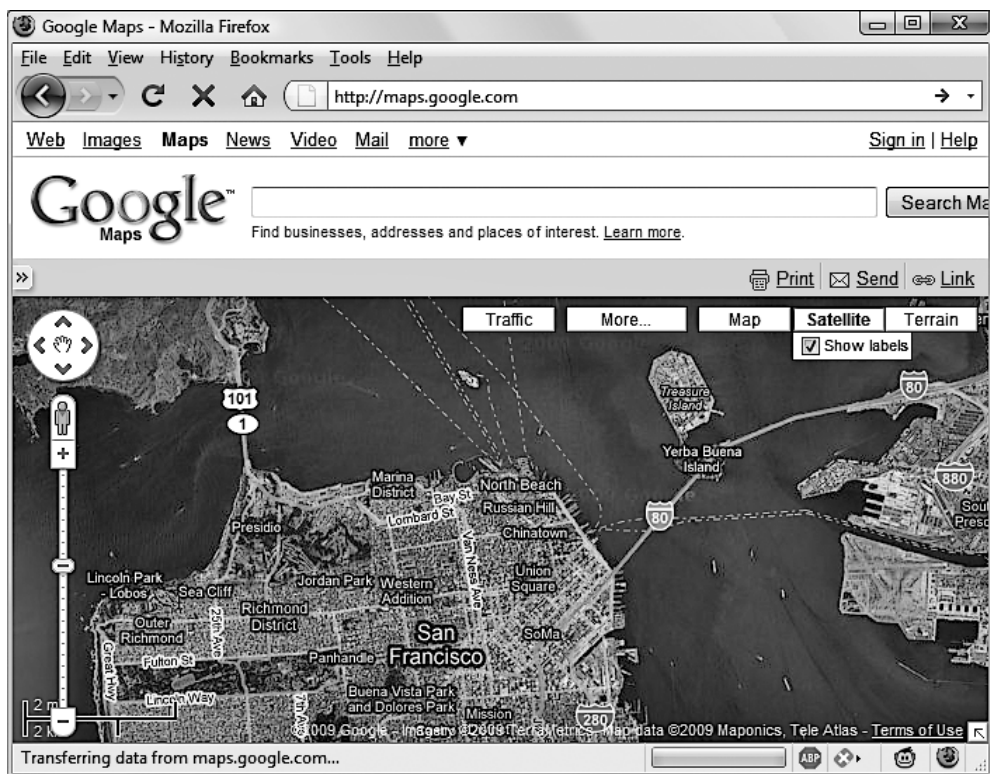 Google Maps - Mozilla Firefox
File Edit View History Bookmarks Tools Help
http://maps.google.com
Web Images Maps News Video Mail more ▼
Sign in | Help
Google™
Maps
Search Ma
Find businesses, addresses and places of interest. Learn more.
Print Send Link
Traffic More... Map Satellite Terrain
Show labels
101
1
Treasure
Island
80
Yerba Buena
Island
880
80
Marina
District
North Beach
Bay St
Russian Hill
Lombard St
Chinatown
Presidio
Van Ness Ave
Union
Square
Lincoln Park
- Lobos
Sea Cliff
Jordan Park
Western
Addition
25th Ave
Richmond
District
Outer
Richmond
San
Francisco
SoMa
Great Hwy
Fulton St
Panhandle
Lincoln Way
7th Ave
Buena Vista Park
and Dolores Park
Mission
280
2 m
2 k
©2009 Google - Map data ©2009 Maponics, Tele Atlas - Terms of Use
Transferring data from maps.google.com...
ABP